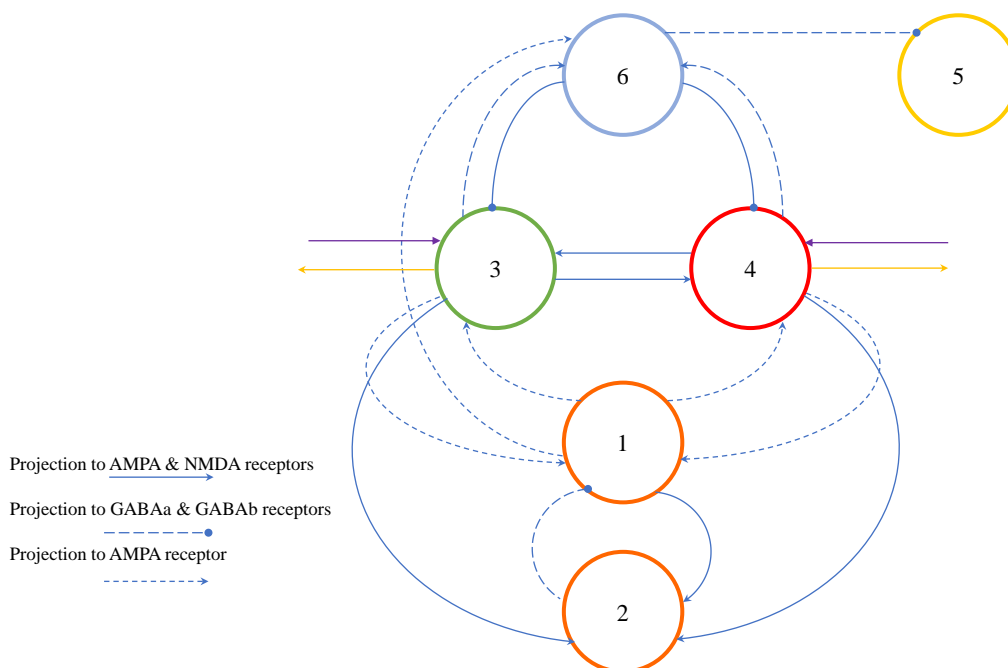 6
5
3
4
1
2
Projection to AMPA & NMDA receptors
Projection to GABAa & GABAb receptors
Projection to AMPA receptor